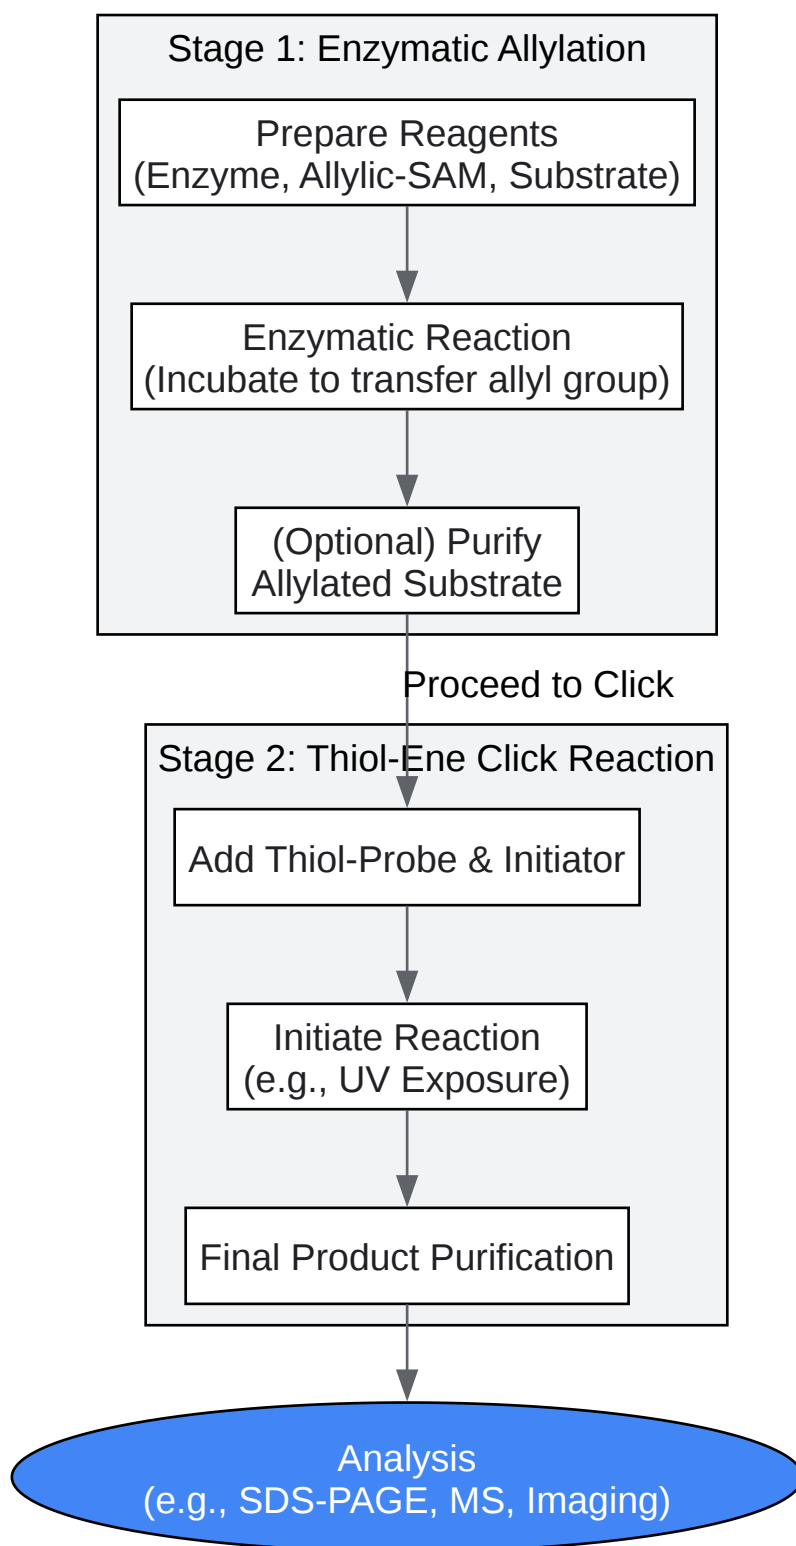 Stage 1: Enzymatic Allylation
Prepare Reagents
(Enzyme, Allylic-SAM, Substrate)
Enzymatic Reaction
(Incubate to transfer allyl group)
(Optional) Purify
Allylated Substrate
Proceed to Click
Stage 2: Thiol-Ene Click Reaction
Add Thiol-Probe & Initiator
Initiate Reaction
(e.g., UV Exposure)
Final Product Purification
Analysis
(e.g., SDS-PAGE, MS, Imaging)